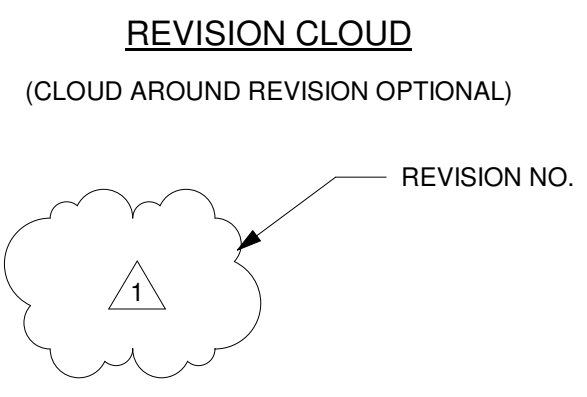 REVISION CLOUD
(CLOUD AROUND REVISION OPTIONAL)
REVISION NO.
1